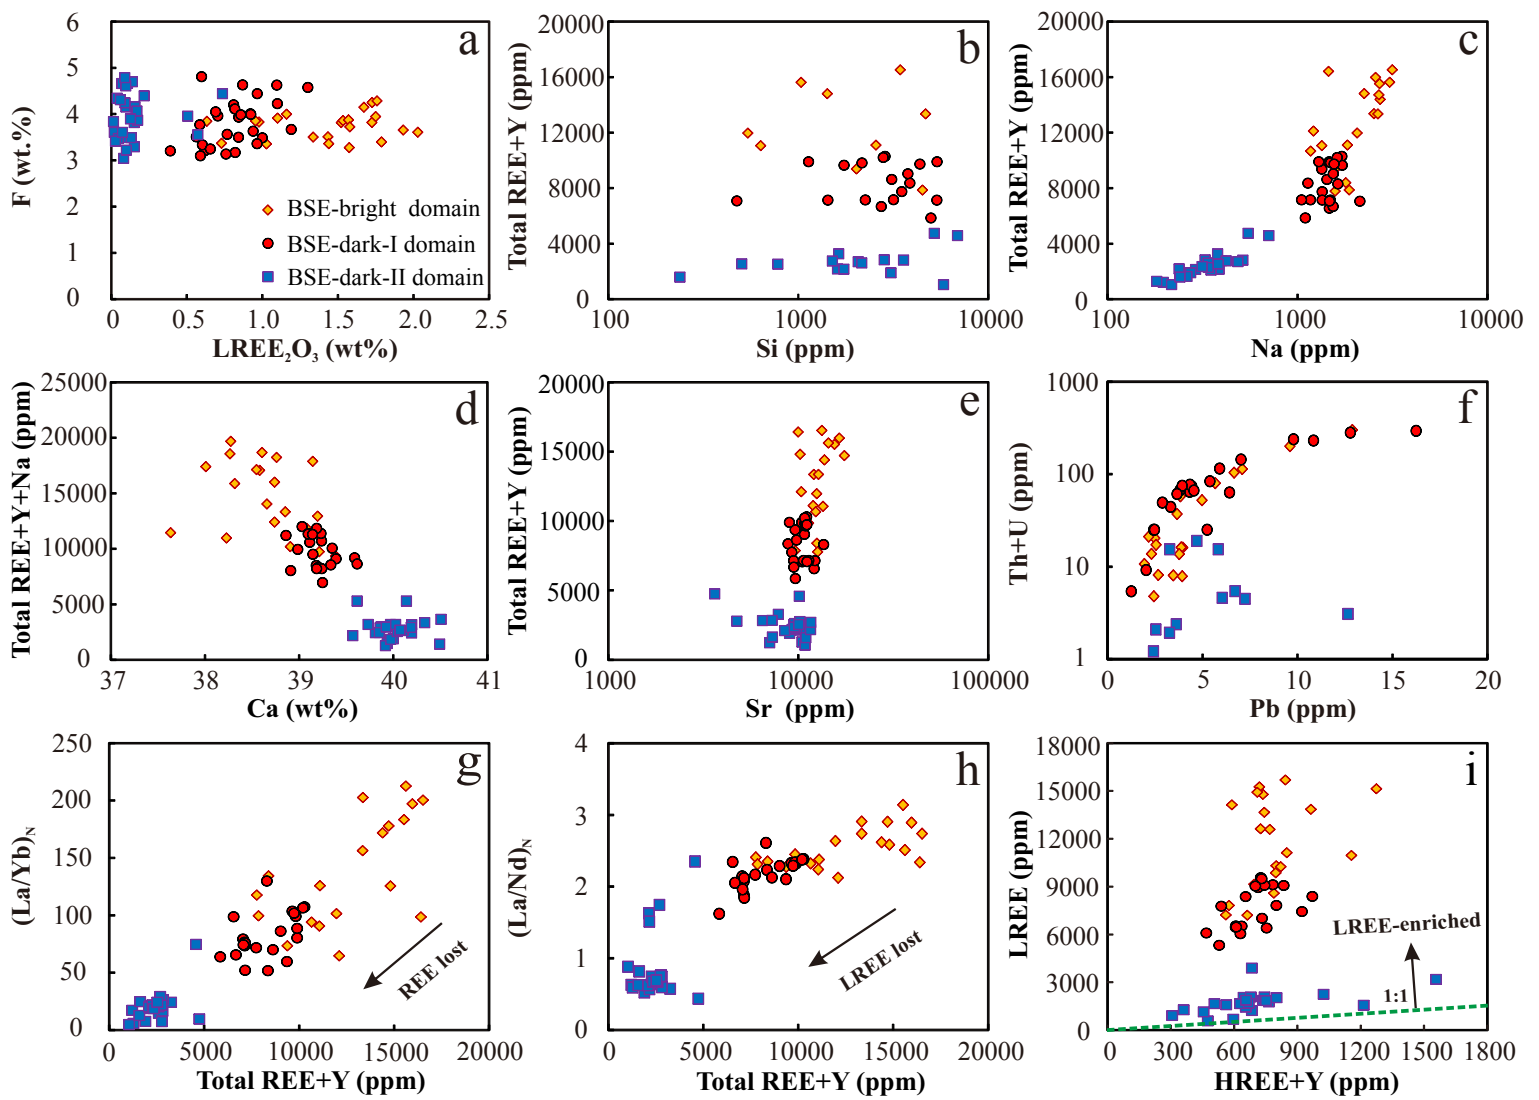 a
F (wt.%)
6
5
4
3
2
1
0
BSE-bright domain
BSE-dark-I domain
BSE-dark-II domain
0 0.5 1.0 1.5 2.0 2.5
LREE₂O₃ (wt%)
b
Total REE+Y (ppm)
20000
16000
12000
8000
4000
0
100 1000 10000
Si (ppm)
c
Total REE+Y (ppm)
20000
16000
12000
8000
4000
0
100 1000 10000
Na (ppm)
d
Total REE+Y+Na (ppm)
25000
20000
15000
10000
5000
0
37 38 39 40 41
Ca (wt%)
e
Total REE+Y (ppm)
20000
15000
10000
5000
0
1000 10000 100000
Sr (ppm)
f
Th+U (ppm)
1000
100
10
1
0 5 10 15 20
Pb (ppm)
g
(La/Yb)N
250
200
150
100
50
0
REE lost
0 5000 10000 15000 20000
Total REE+Y (ppm)
h
(La/Nd)N
4
3
2
1
0
LREE lost
0 5000 10000 15000 20000
Total REE+Y (ppm)
i
LREE (ppm)
18000
15000
12000
9000
6000
3000
0
LREE-enriched
1:1
0 300 600 900 1200 1500 1800
HREE+Y (ppm)